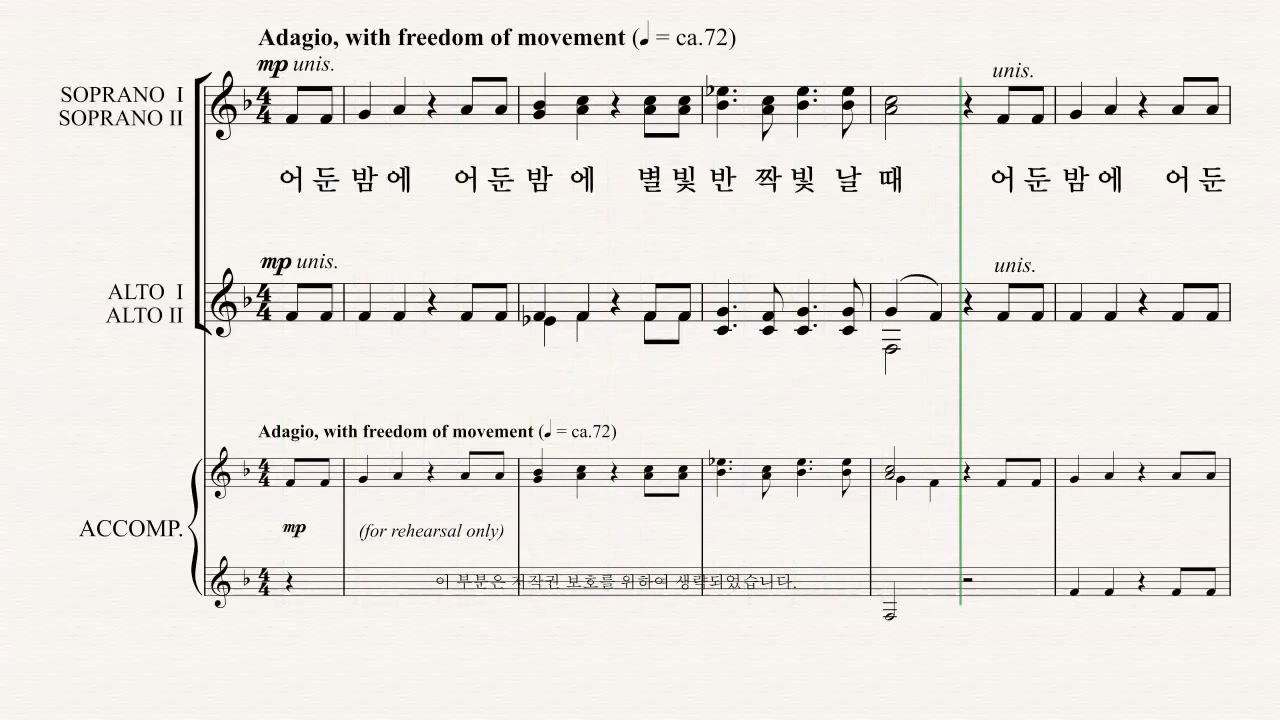 Adagio, with freedom of movement (♩ = ca.72)
mp unis.
unis.
SOPRANO I
SOPRANO II
어 둔 밤 에 어 둔 밤 에 별 빛 반 짝 빛 날 때 어 둔 밤 에 어 둔
mp unis.
unis.
ALTO I
ALTO II
Adagio, with freedom of movement (♩ = ca.72)
ACCOMP.
mp
(for rehearsal only)
이 부분은 저작권 보호를 위하여 생략되었습니다.